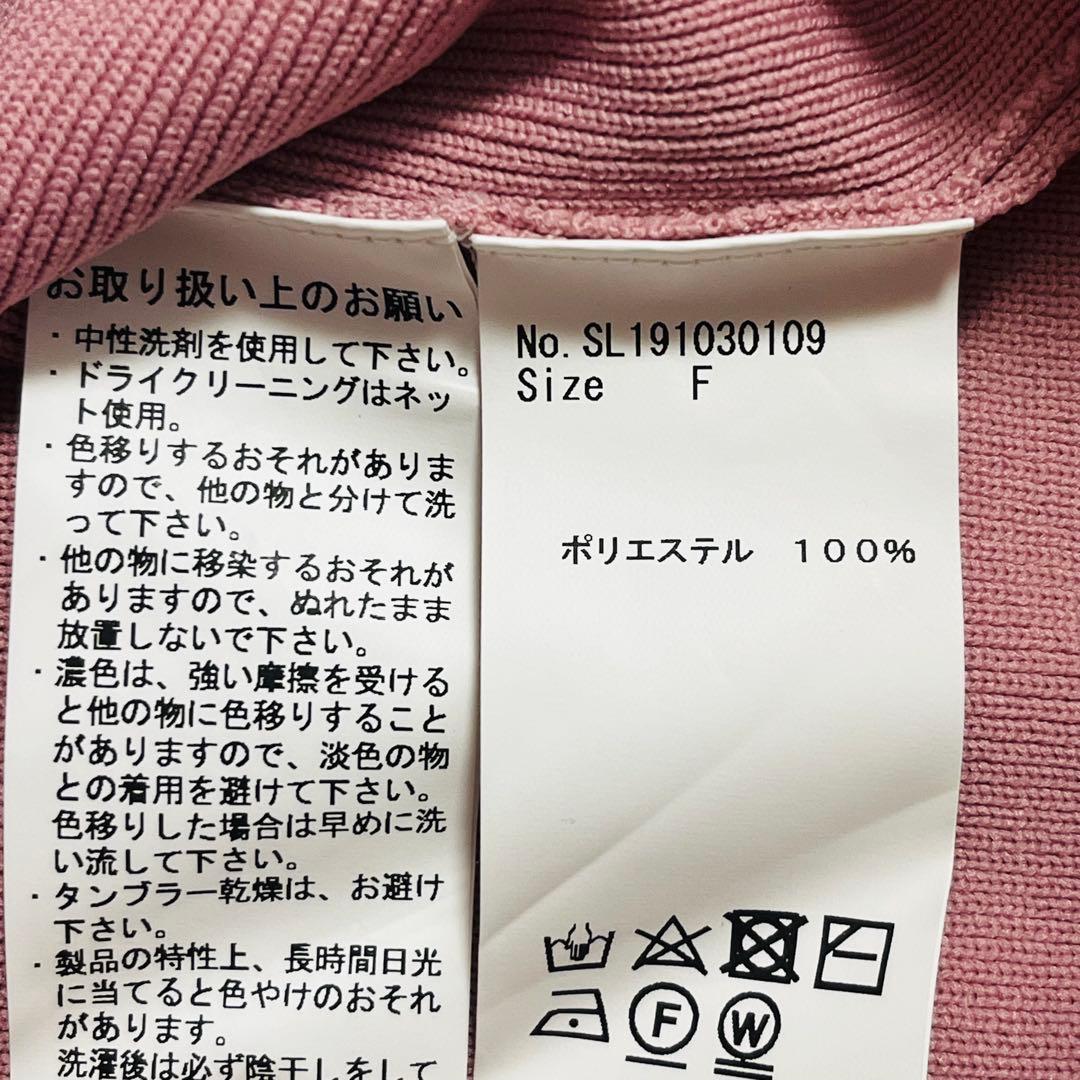 お取り扱い上のお願い
・中性洗剤を使用して下さい。
・ドライクリーニングはネッ
ト使用。
・色移りするおそれがありま
すので、他の物と分けて洗
って下さい。
・他の物に移染するおそれが
ありますので、ぬれたまま
放置しないで下さい。
・濃色は、強い摩擦を受ける
と他の物に色移りすること
がありますので、淡色の物
との着用を避けて下さい。
色移りした場合は早めに洗
い流して下さい。
・タンブラー乾燥は、お避け
下さい。
・製品の特性上、長時間日光
に当てると色やけのおそれ
があります。
洗濯後は必ず陰干しをして
No.SL191030109
Size F
ポリエステル 100%
F
W